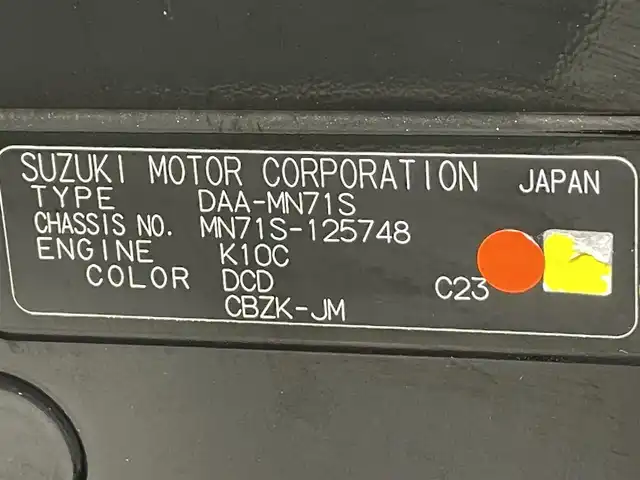 SUZUKI MOTOR CORPORATION JAPAN
TYPE DAA-MN71S
CHASSIS NO. MN71S-125748
ENGINE K10C
COLOR DCD C23
CBZK-JM